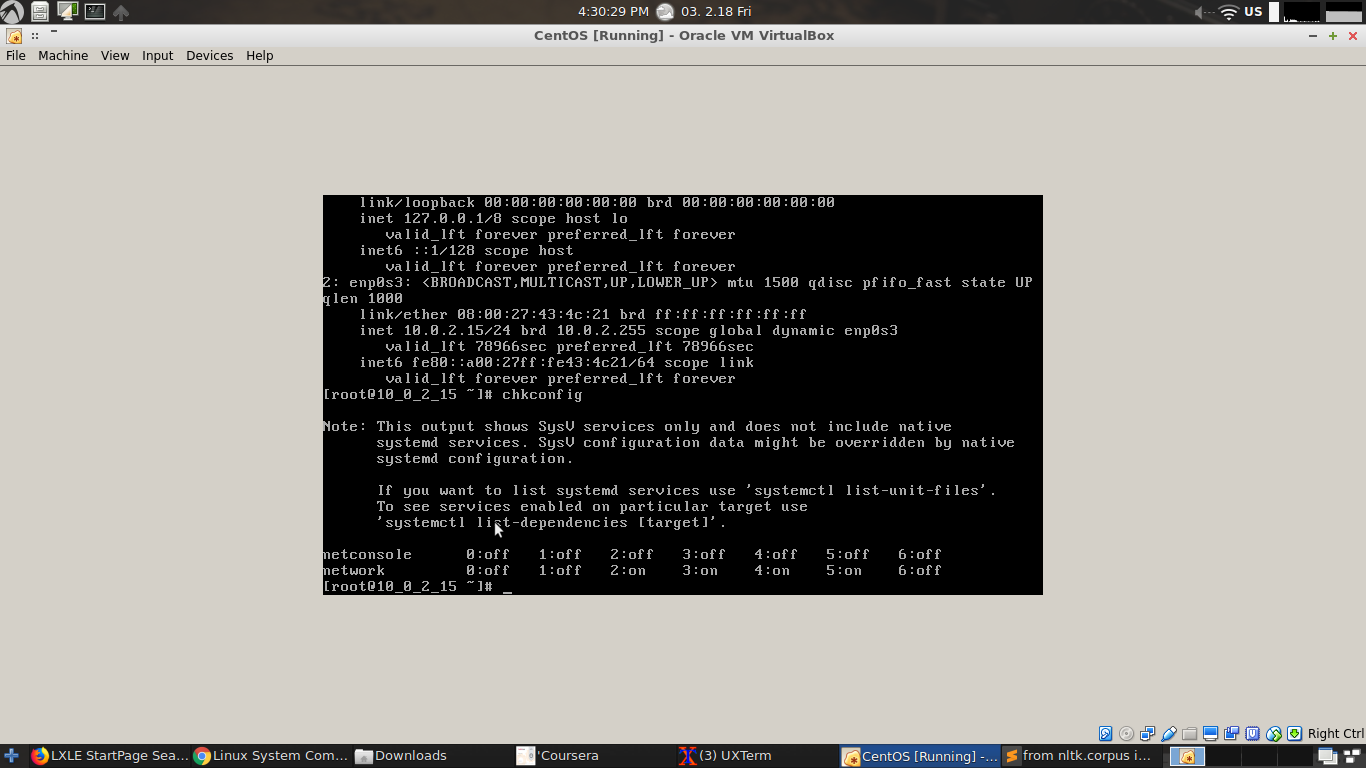 4:30:29 PM 03. 2.18 Fri US
CentOS [Running] - Oracle VM VirtualBox
File Machine View Input Devices Help
link/loopback 00:00:00:00:00:00 brd 00:00:00:00:00:00
inet 127.0.0.1/8 scope host lo
valid_lft forever preferred_lft forever
inet6 ::1/128 scope host
valid_lft forever preferred_lft forever
2: enp0s3: <BROADCAST,MULTICAST,UP,LOWER_UP> mtu 1500 qdisc pfifo_fast state UP
qlen 1000
link/ether 08:00:27:43:4c:21 brd ff:ff:ff:ff:ff:ff
inet 10.0.2.15/24 brd 10.0.2.255 scope global dynamic enp0s3
valid_lft 78966sec preferred_lft 78966sec
inet6 fe80::a00:27ff:fe43:4c21/64 scope link
valid_lft forever preferred_lft forever
[root@10_0_2_15 ~]# chkconfig
Note: This output shows SysV services only and does not include native
systemd services. SysV configuration data might be overridden by native
systemd configuration.
If you want to list systemd services use 'systemctl list-unit-files'.
To see services enabled on particular target use
'systemctl list-dependencies [target]'.
netconsole 0:off 1:off 2:off 3:off 4:off 5:off 6:off
network 0:off 1:off 2:on 3:on 4:on 5:on 6:off
[root@10_0_2_15 ~]# _
Right Ctrl
LXLE StartPage Sea... Linux System Com... Downloads 'Coursera (3) UXTerm CentOS [Running] -... from nltk.corpus i...